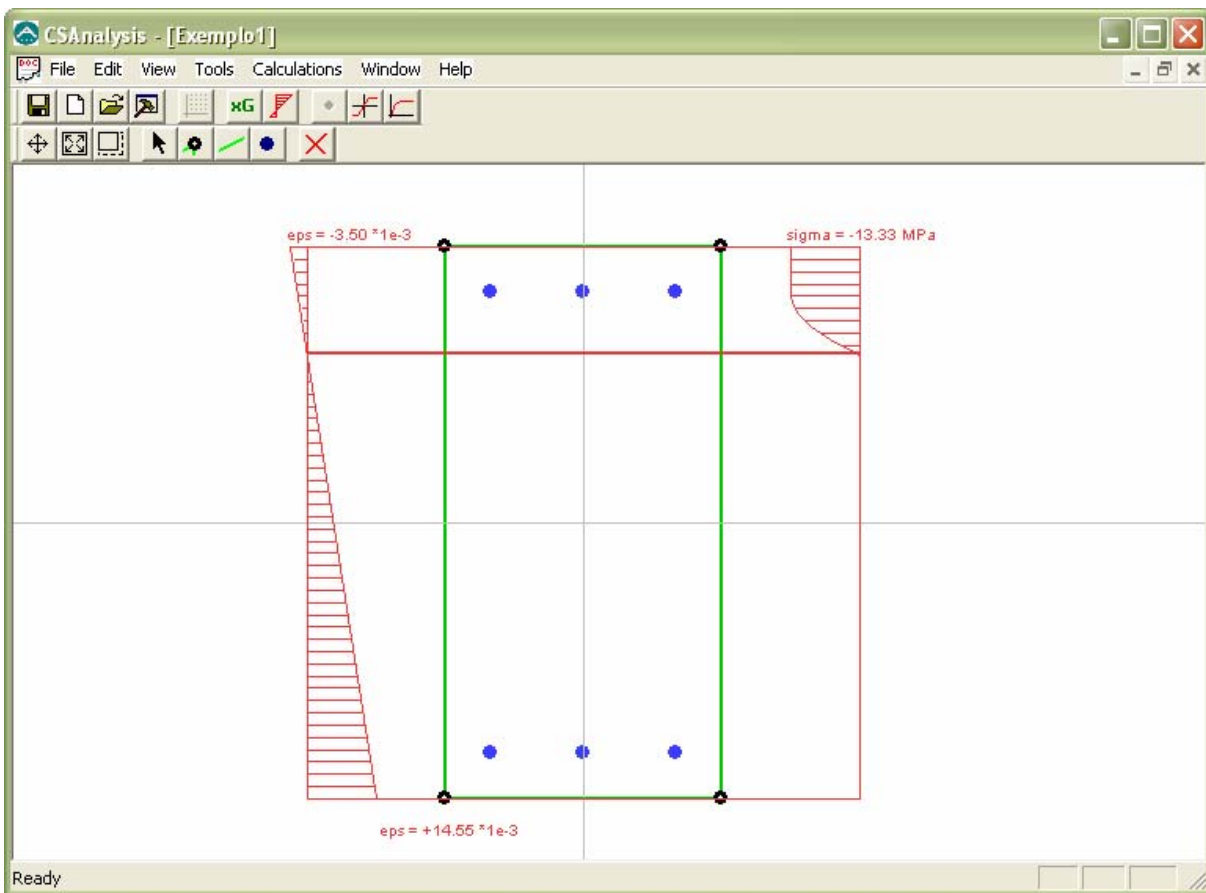 CSAnalysis - [Exemplo1]
DOC File Edit View Tools Calculations Window Help
xG
eps = -3.50 *1e-3
sigma = -13.33 MPa
eps = +14.55 *1e-3
Ready